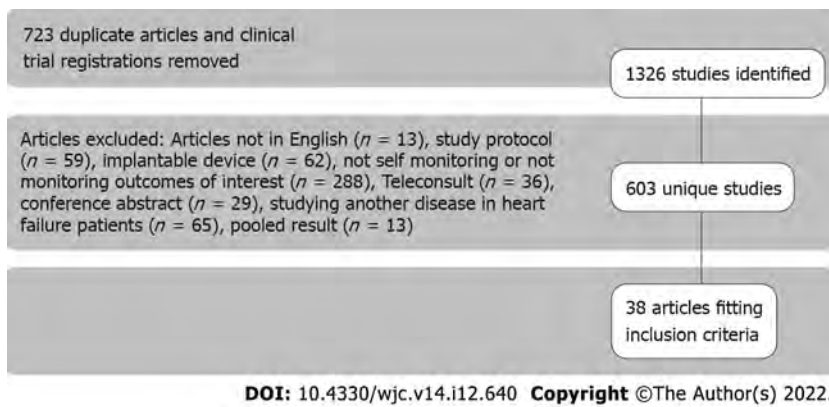 723 duplicate articles and clinical
trial registrations removed
1326 studies identified
Articles excluded: Articles not in English (n = 13), study protocol
(n = 59), implantable device (n = 62), not self monitoring or not
monitoring outcomes of interest (n = 288), Teleconsult (n = 36),
conference abstract (n = 29), studying another disease in heart
failure patients (n = 65), pooled result (n = 13)
603 unique studies
38 articles fitting
inclusion criteria
DOI: 10.4330/wjc.v14.i12.640 Copyright ©The Author(s) 2022.